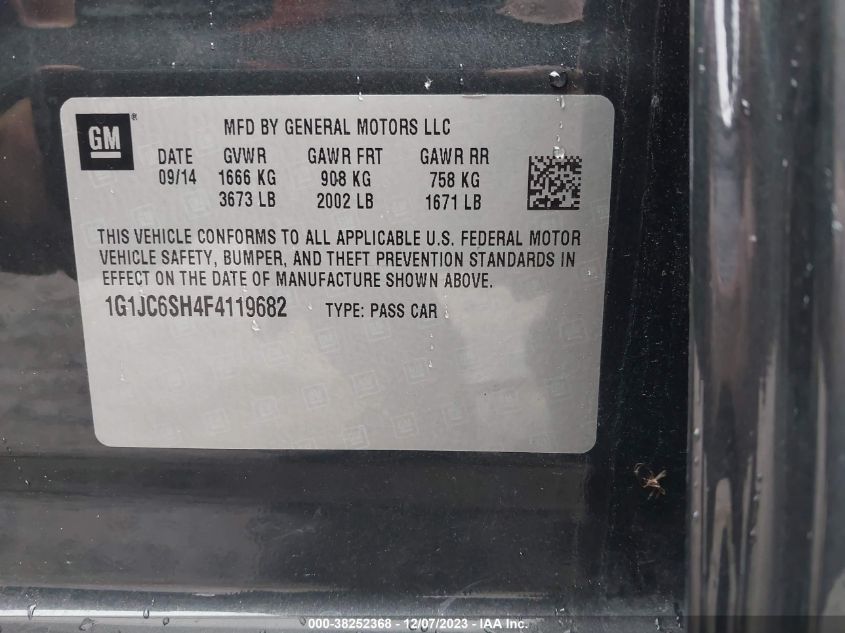 GM®
MFD BY GENERAL MOTORS LLC
DATE GVWR GAWR FRT GAWR RR
09/14 1666 KG 908 KG 758 KG
3673 LB 2002 LB 1671 LB
THIS VEHICLE CONFORMS TO ALL APPLICABLE U.S. FEDERAL MOTOR
VEHICLE SAFETY, BUMPER, AND THEFT PREVENTION STANDARDS IN
EFFECT ON THE DATE OF MANUFACTURE SHOWN ABOVE.
1G1JC6SH4F4119682 TYPE: PASS CAR
000-38252368 - 12/07/2023 - IAA Inc.